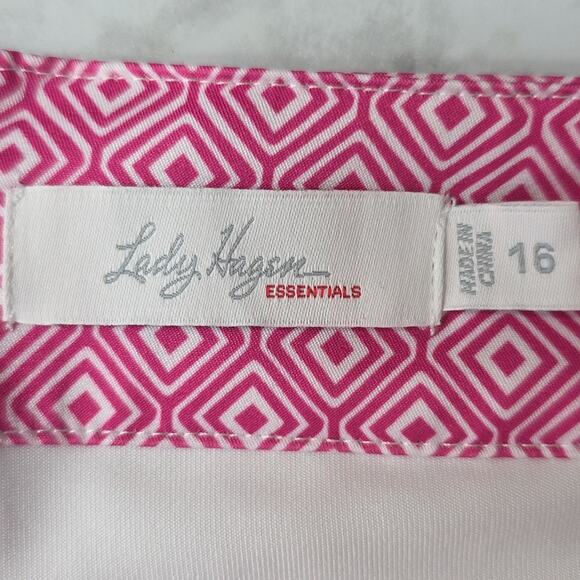 Lady Hagen
ESSENTIALS
MADE IN
CHINA
16